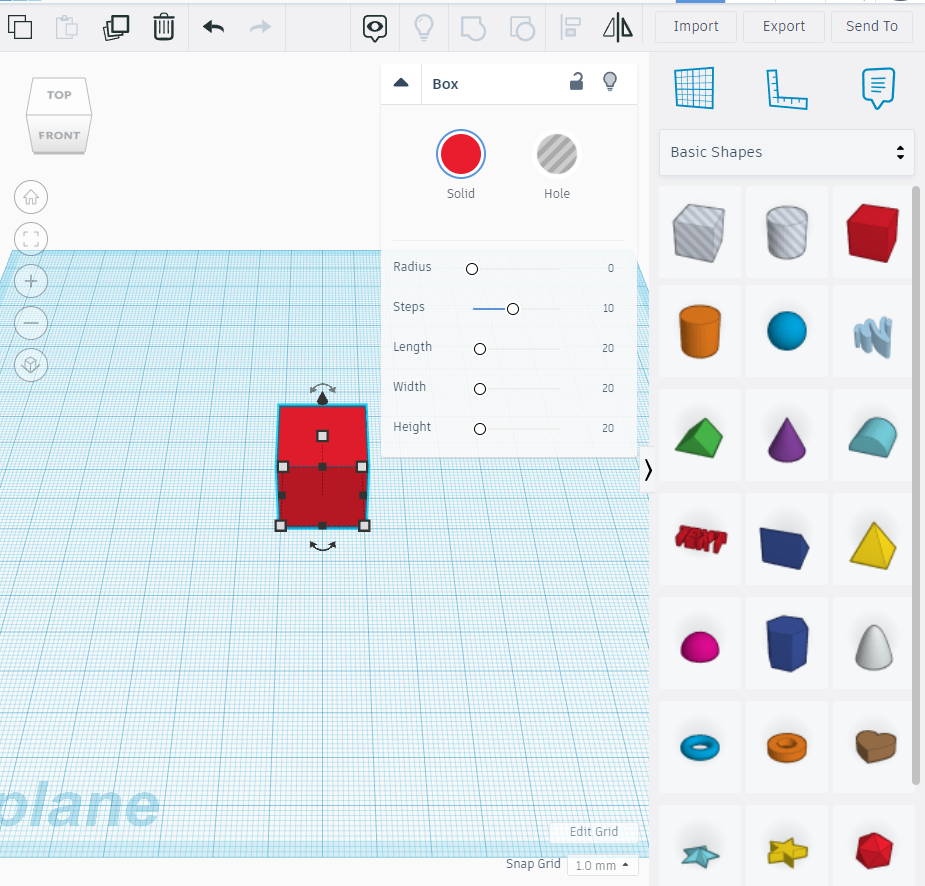 Import
Export
Send To
TOP
FRONT
Box
Solid
Hole
Radius 0
Steps 10
Length 20
Width 20
Height 20
Basic Shapes
TEXT
plane
Edit Grid
Snap Grid 1.0 mm